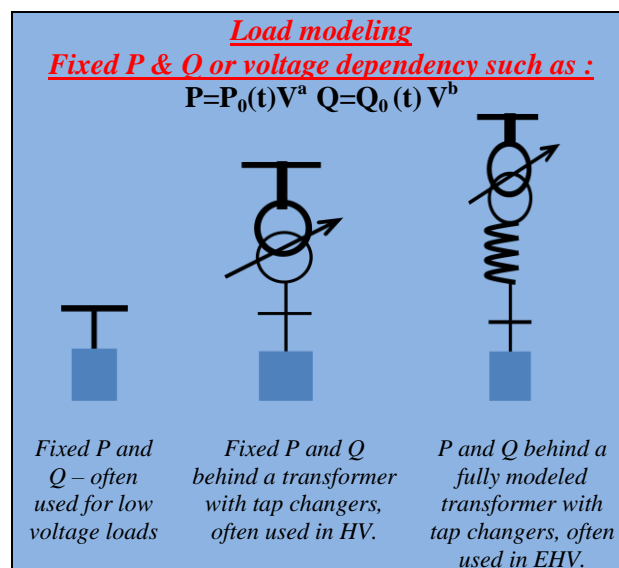 Load modeling
Fixed P & Q or voltage dependency such as :
P=P₀(t)Vᵃ Q=Q₀ (t) Vᵇ
Fixed P and
Q – often
used for low
voltage loads
Fixed P and Q
behind a transformer
with tap changers,
often used in HV.
P and Q behind a
fully modeled
transformer with
tap changers, often
used in EHV.